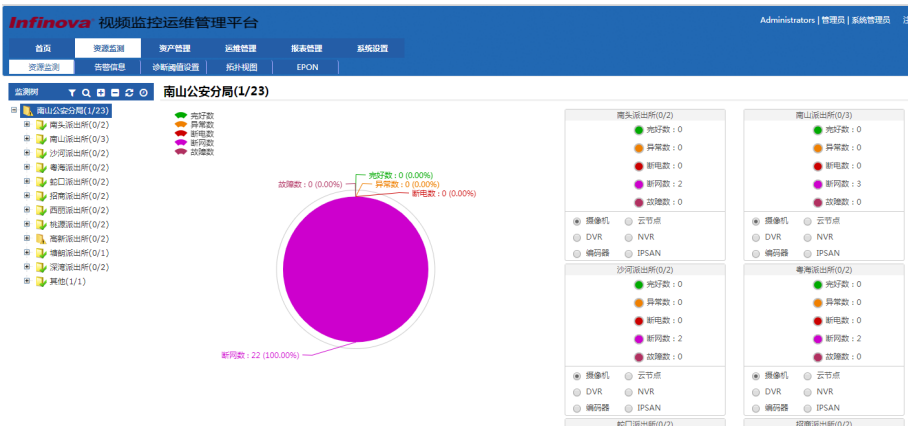 Infinova 视频监控运维管理平台
Administrators | 管理员 | 系统管理员
首页 资源监测 资产管理 运维管理 报表管理 系统设置
资源监测 告警信息 诊断阈值设置 拓扑视图 EPON
监测树
南山公安分局(1/23)
南山公安分局(1/23)
南头派出所(0/2)
南山派出所(0/3)
沙河派出所(0/2)
粤海派出所(0/2)
蛇口派出所(0/2)
招商派出所(0/2)
西丽派出所(0/2)
桃源派出所(0/2)
高新派出所(0/2)
塘朗派出所(0/1)
深湾派出所(0/2)
其他(1/1)
完好数
异常数
断电数
断网数
故障数
完好数 : 0 (0.00%)
故障数 : 0 (0.00%)
异常数 : 0 (0.00%)
断电数 : 0 (0.00%)
断网数 : 22 (100.00%)
南头派出所(0/2)
完好数 : 0
异常数 : 0
断电数 : 0
断网数 : 2
故障数 : 0
摄像机 云节点
DVR NVR
编码器 IPSAN
南山派出所(0/3)
完好数 : 0
异常数 : 0
断电数 : 0
断网数 : 3
故障数 : 0
摄像机 云节点
DVR NVR
编码器 IPSAN
沙河派出所(0/2)
完好数 : 0
异常数 : 0
断电数 : 0
断网数 : 2
故障数 : 0
摄像机 云节点
DVR NVR
编码器 IPSAN
粤海派出所(0/2)
完好数 : 0
异常数 : 0
断电数 : 0
断网数 : 2
故障数 : 0
摄像机 云节点
DVR NVR
编码器 IPSAN
蛇口派出所(0/2)
招商派出所(0/2)